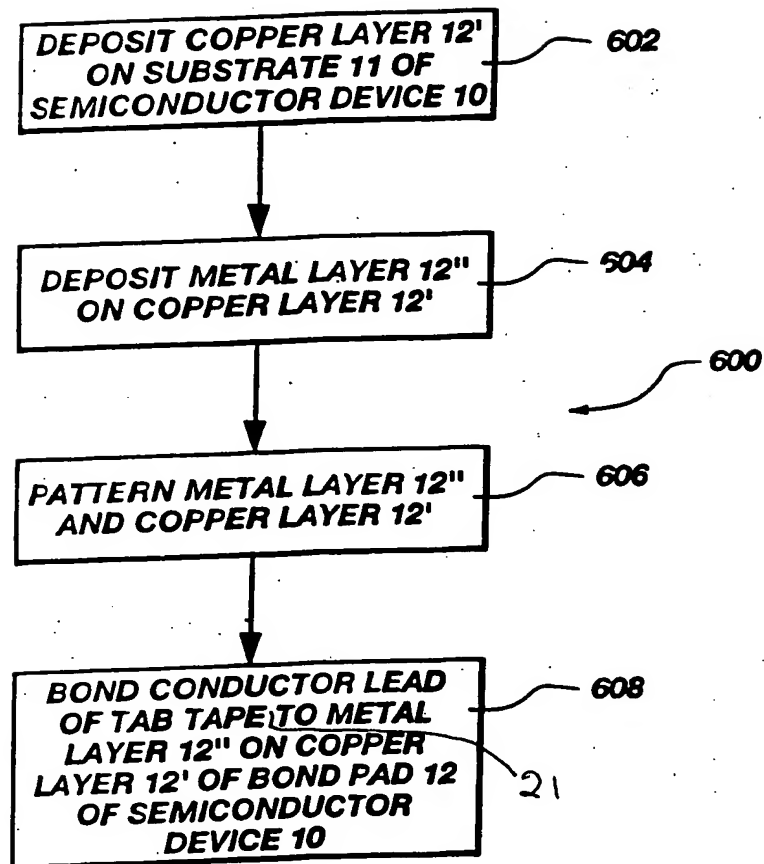 DEPOSIT COPPER LAYER 12'
ON SUBSTRATE 11 OF
SEMICONDUCTOR DEVICE 10
602
DEPOSIT METAL LAYER 12"
ON COPPER LAYER 12'
604
600
PATTERN METAL LAYER 12"
AND COPPER LAYER 12'
606
BOND CONDUCTOR LEAD
OF TAB TAPE TO METAL
LAYER 12" ON COPPER
LAYER 12' OF BOND PAD 12
OF SEMICONDUCTOR
DEVICE 10
608
21